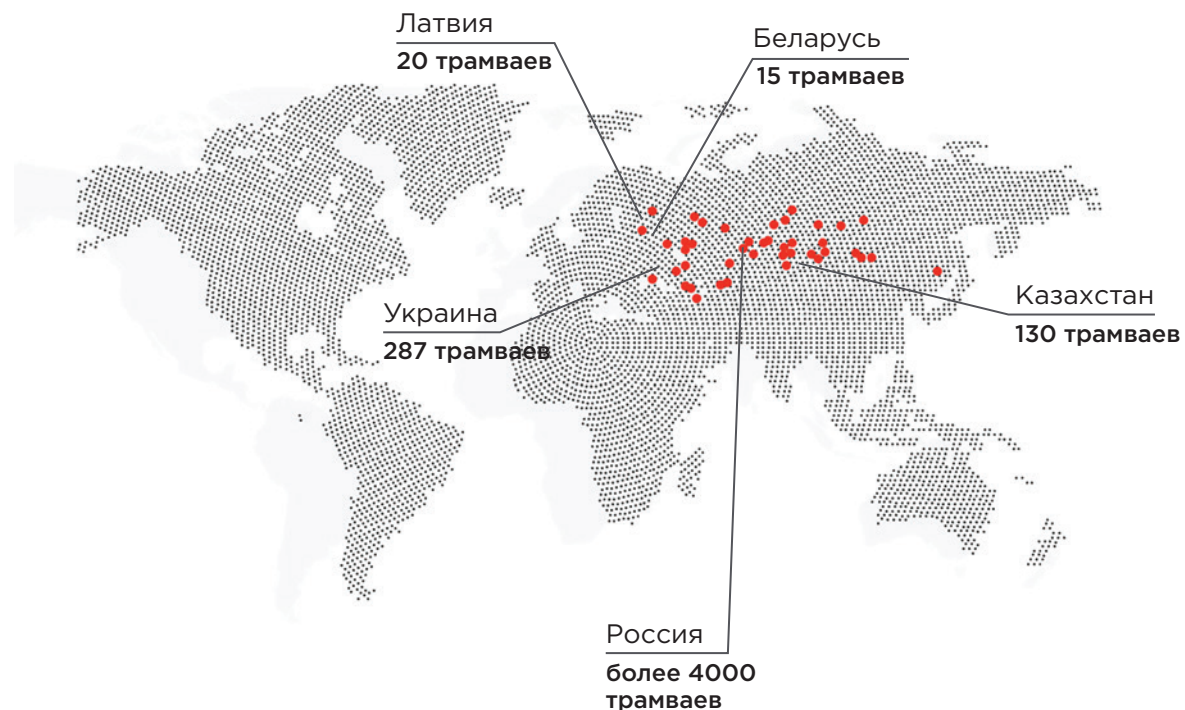 Латвия
20 трамваев
Беларусь
15 трамваев
Украина
287 трамваев
Казахстан
130 трамваев
Россия
более 4000
трамваев